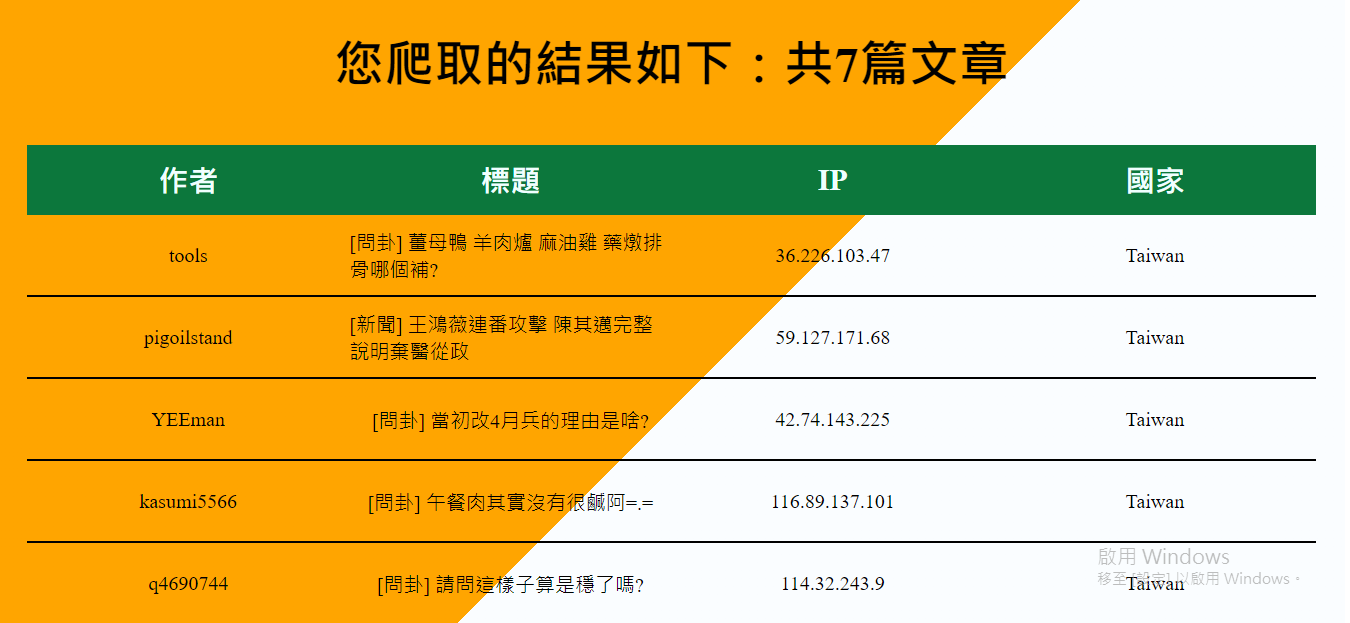 您爬取的結果如下：共7篇文章
作者 標題 IP 國家
tools [問卦] 薑母鴨 羊肉爐 麻油雞 藥燉排 36.226.103.47 Taiwan
骨哪個補?
pigoilstand [新聞] 王鴻薇連番攻擊 陳其邁完整 59.127.171.68 Taiwan
說明棄醫從政
YEEman [問卦] 當初改4月兵的理由是啥? 42.74.143.225 Taiwan
kasumi5566 [問卦] 午餐肉其實沒有很鹹阿=.= 116.89.137.101 Taiwan
啟用 Windows
移至 [設定] 以啟用 Windows。
q4690744 [問卦] 請問這樣子算是穩了嗎? 114.32.243.9 Taiwan